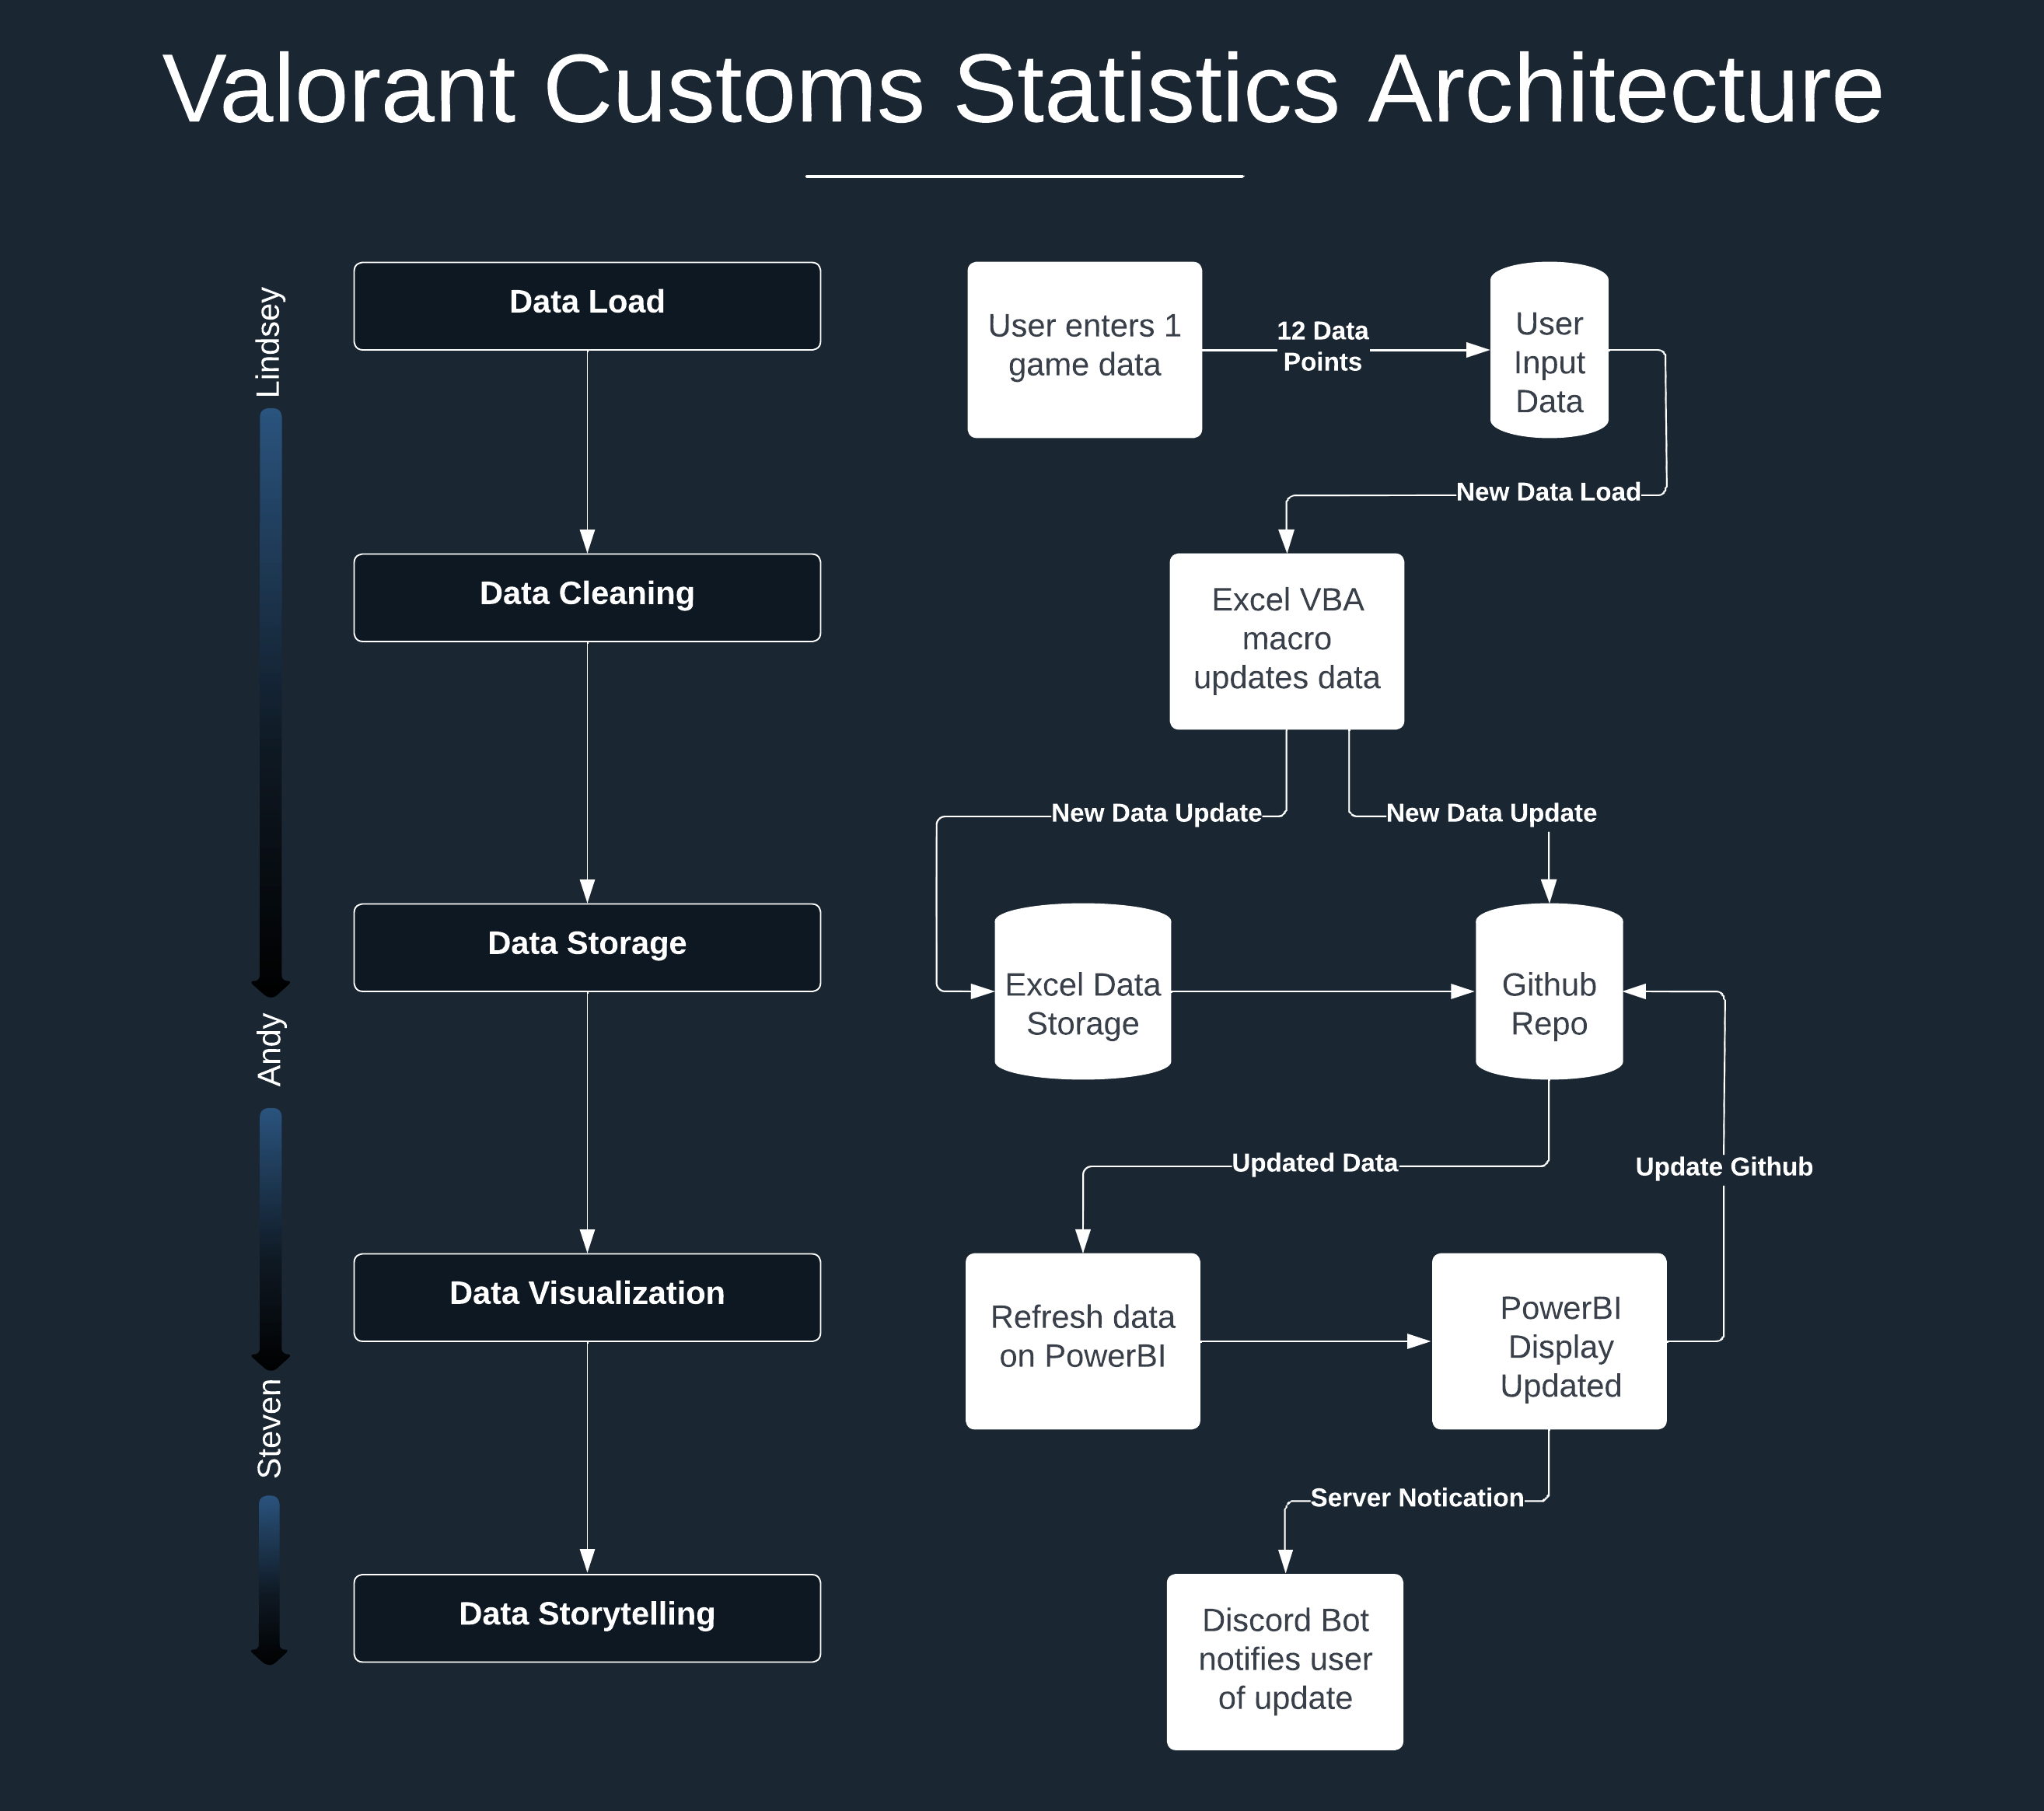 Valorant Customs Statistics Architecture
Lindsey
Data Load
User enters 1
game data
12 Data
Points
User
Input
Data
New Data Load
Data Cleaning
Excel VBA
macro
updates data
New Data Update
New Data Update
Data Storage
Excel Data
Storage
Github
Repo
Andy
Updated Data
Update Github
Data Visualization
Refresh data
on PowerBI
PowerBI
Display
Updated
Steven
Server Notication
Data Storytelling
Discord Bot
notifies user
of update